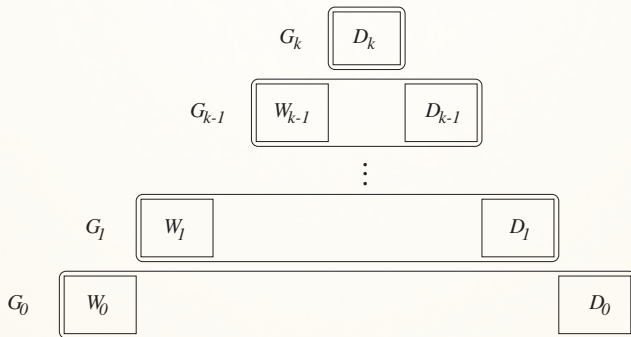 G_k D_k
G_{k-1} W_{k-1} D_{k-1}
⋮
G_1 W_1 D_1
G_0 W_0 D_0